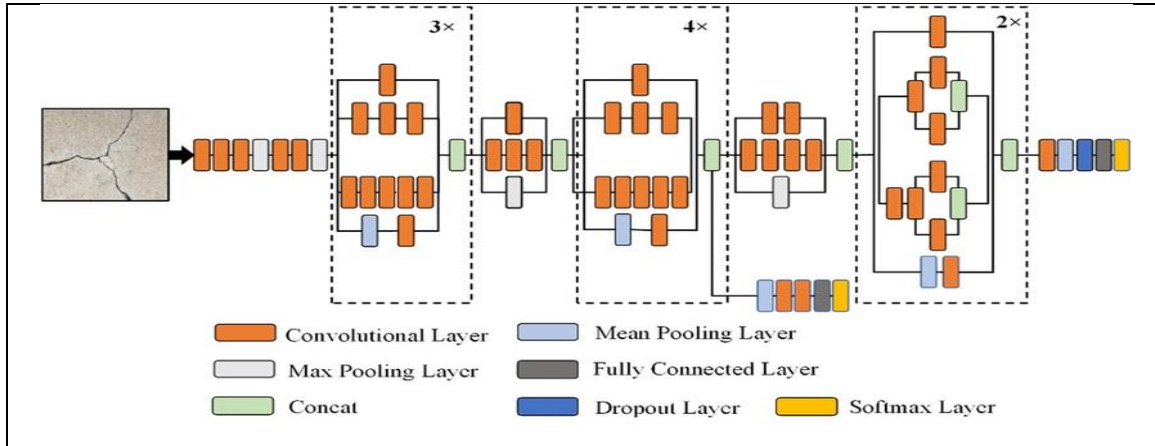 3×
4×
2×
Convolutional Layer
Mean Pooling Layer
Max Pooling Layer
Fully Connected Layer
Concat
Dropout Layer
Softmax Layer